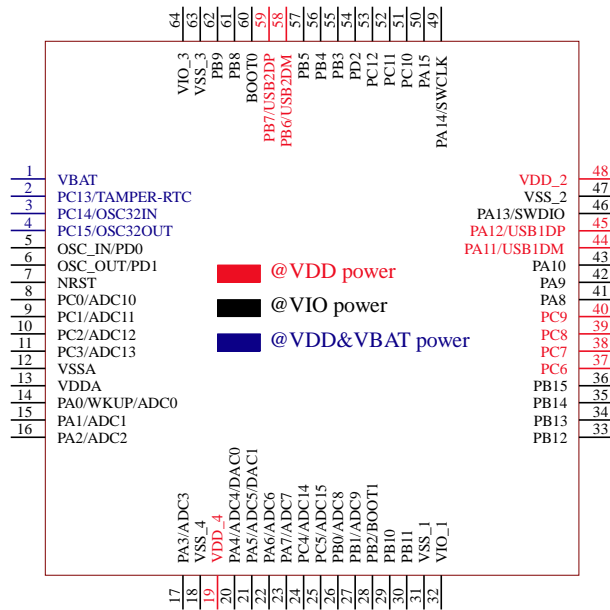 64 63 62 61 60 59 58 57 56 55 54 53 52 51 50 49
VIO_3
VSS_3
PB9
PB8
BOOT0
PB7/USB2DP
PB6/USB2DM
PB5
PB4
PB3
PD2
PC12
PC11
PC10
PA15
PA14/SWCLK
1 VBAT
2 PC13/TAMPER-RTC
3 PC14/OSC32IN
4 PC15/OSC32OUT
5 OSC_IN/PD0
6 OSC_OUT/PD1
7 NRST
8 PC0/ADC10
9 PC1/ADC11
10 PC2/ADC12
11 PC3/ADC13
12 VSSA
13 VDDA
14 PA0/WKUP/ADC0
15 PA1/ADC1
16 PA2/ADC2
@VDD power
@VIO power
@VDD&VBAT power
VDD_2 48
VSS_2 47
PA13/SWDIO 46
PA12/USB1DP 45
PA11/USB1DM 44
PA10 43
PA9 42
PA8 41
PC9 40
PC8 39
PC7 38
PC6 37
PB15 36
PB14 35
PB13 34
PB12 33
PA3/ADC3
VSS_4
VDD_4
PA4/ADC4/DAC0
PA5/ADC5/DAC1
PA6/ADC6
PA7/ADC7
PC4/ADC14
PC5/ADC15
PB0/ADC8
PB1/ADC9
PB2/BOOT1
PB10
PB11
VSS_1
VIO_1
17 18 19 20 21 22 23 24 25 26 27 28 29 30 31 32